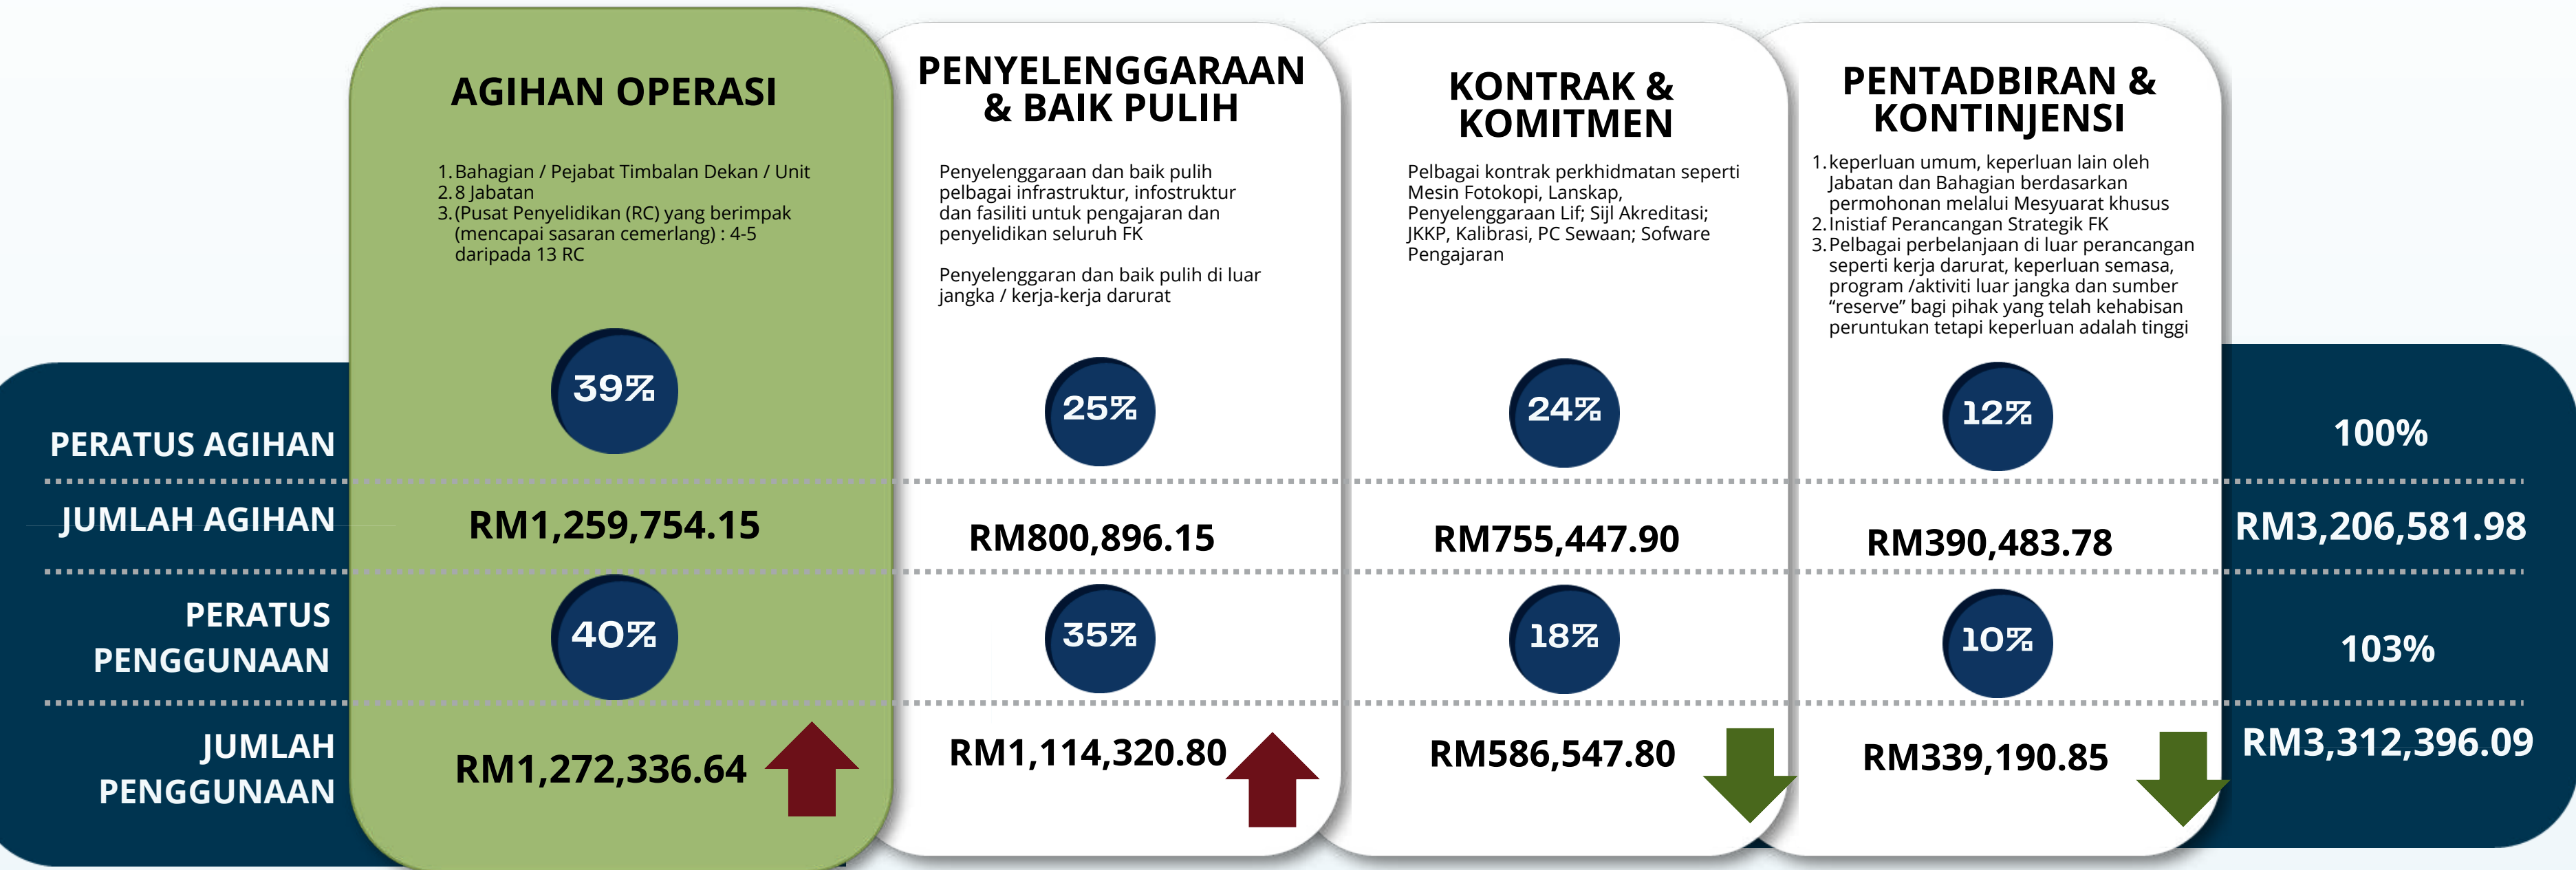 AGIHAN OPERASI
1. Bahagian / Pejabat Timbalan Dekan / Unit
2. 8 Jabatan
3. (Pusat Penyelidikan (RC) yang berimpak
(mencapai sasaran cemerlang) : 4-5
daripada 13 RC
PENYELENGGARAAN
& BAIK PULIH
Penyelenggaraan dan baik pulih
pelbagai infrastruktur, infostruktur
dan fasiliti untuk pengajaran dan
penyelidikan seluruh FK
Penyelenggaran dan baik pulih di luar
jangka / kerja-kerja darurat
KONTRAK &
KOMITMEN
Pelbagai kontrak perkhidmatan seperti
Mesin Fotokopi, Lanskap,
Penyelenggaraan Lif; Sijl Akreditasi;
JKKP, Kalibrasi, PC Sewaan; Sofware
Pengajaran
PENTADBIRAN &
KONTINJENSI
1. keperluan umum, keperluan lain oleh
Jabatan dan Bahagian berdasarkan
permohonan melalui Mesyuarat khusus
2. Inistiaf Perancangan Strategik FK
3. Pelbagai perbelanjaan di luar perancangan
seperti kerja darurat, keperluan semasa,
program /aktiviti luar jangka dan sumber
“reserve” bagi pihak yang telah kehabisan
peruntukan tetapi keperluan adalah tinggi
PERATUS AGIHAN
39%
25%
24%
12%
100%
JUMLAH AGIHAN
RM1,259,754.15
RM800,896.15
RM755,447.90
RM390,483.78
RM3,206,581.98
PERATUS
PENGGUNAAN
40%
35%
18%
10%
103%
JUMLAH
PENGGUNAAN
RM1,272,336.64
RM1,114,320.80
RM586,547.80
RM339,190.85
RM3,312,396.09